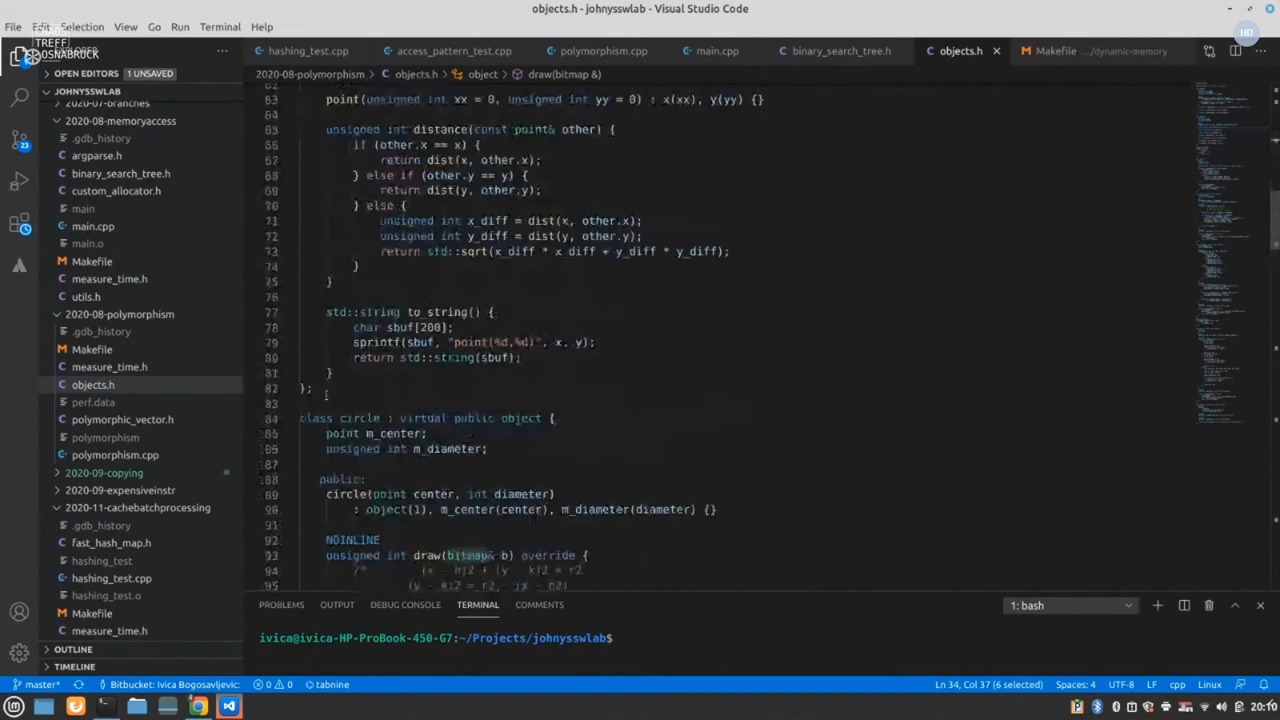 objects.h - johnysswlab - Visual Studio Code
File Edit Selection View Go Run Terminal Help
TREFF
OSNABRÜCK
HD
hashing_test.cpp access_pattern_test.cpp polymorphism.cpp main.cpp binary_search_tree.h objects.h Makefile .../dynamic-memory
OPEN EDITORS 1 UNSAVED
2020-08-polymorphism > objects.h > object > draw(bitmap &)
JOHNYSSWLAB
2020-07-branches
2020-08-memoryaccess
.gdb_history
argparse.h
binary_search_tree.h
custom_allocator.h
main
main.cpp
main.o
Makefile
measure_time.h
utils.h
2020-08-polymorphism
.gdb_history
Makefile
measure_time.h
objects.h
perf.data
polymorphic_vector.h
polymorphism
polymorphism.cpp
2020-09-copying
2020-09-expensiveinstr
2020-11-cachebatchprocessing
.gdb_history
fast_hash_map.h
hashing_test
hashing_test.cpp
hashing_test.o
Makefile
measure_time.h
OUTLINE
TIMELINE
23
point(unsigned int xx = 0, unsigned int yy = 0) : x(xx), y(yy) {}
unsigned int distance(const point& other) {
if (other.x == x) {
return dist(x, other.x);
} else if (other.y == y) {
return dist(y, other.y);
} else {
unsigned int x_diff = dist(x, other.x);
unsigned int y_diff = dist(y, other.y);
return std::sqrt(x_diff * x_diff + y_diff * y_diff);
}
}
std::string to_string() {
char sbuf[200];
sprintf(sbuf, "point(%d,%d)", x, y);
return std::string(sbuf);
}
};
class circle : virtual public object {
point m_center;
unsigned int m_diameter;
public:
circle(point center, int diameter)
: object(1), m_center(center), m_diameter(diameter) {}
NOINLINE
unsigned int draw(bitmap& b) override {
/*
PROBLEMS OUTPUT DEBUG CONSOLE TERMINAL COMMENTS 1: bash
ivica@ivica-HP-ProBook-450-G7:~/Projects/johnysswlab$
master* Bitbucket: Ivica Bogosavljevic: 0 0 tabnine Ln 34, Col 37 (6 selected) Spaces: 4 UTF-8 LF cpp Linux
20:10